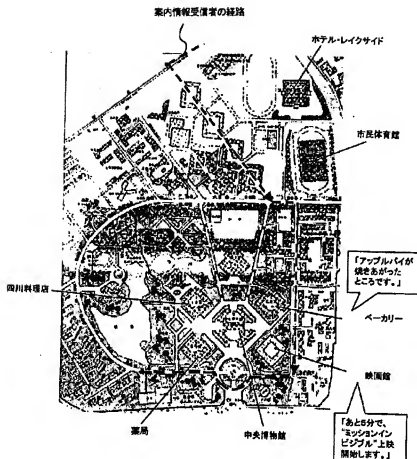 案内情報受信者の経路
ホテル・レイクサイド
市民体育館
「アップルパイが
焼きあがった
ところです。」
四川料理店
ベーカリー
映画館
薬局
中央博物館
「あと8分で、
"ミッションイン
ビジブル"上映
開始します。」